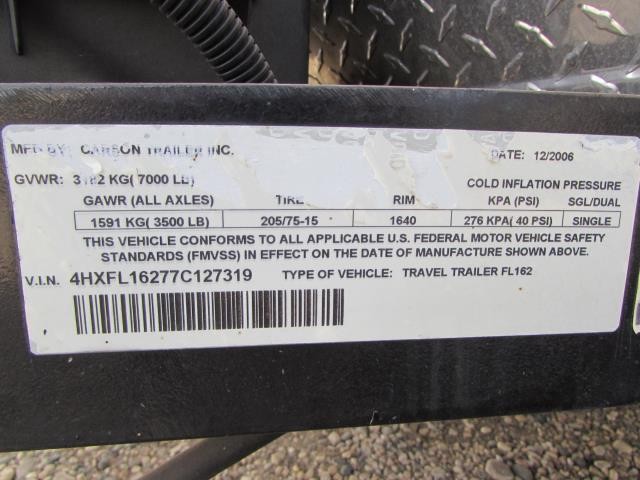 MFD BY: CARSON TRAILER INC. DATE: 12/2006
GVWR: KG( 7000 LB)
COLD INFLATION PRESSURE
GAWR (ALL AXLES) TIRE RIM KPA (PSI) SGL/DUAL
1591 KG( 3500 LB) 205/75-15 1640 276 KPA( 40 PSI) SINGLE
THIS VEHICLE CONFORMS TO ALL APPLICABLE U.S. FEDERAL MOTOR VEHICLE SAFETY
STANDARDS (FMVSS) IN EFFECT ON THE DATE OF MANUFACTURE SHOWN ABOVE.
V.I.N. 4HXFL16277C127319 TYPE OF VEHICLE: TRAVEL TRAILER FL162